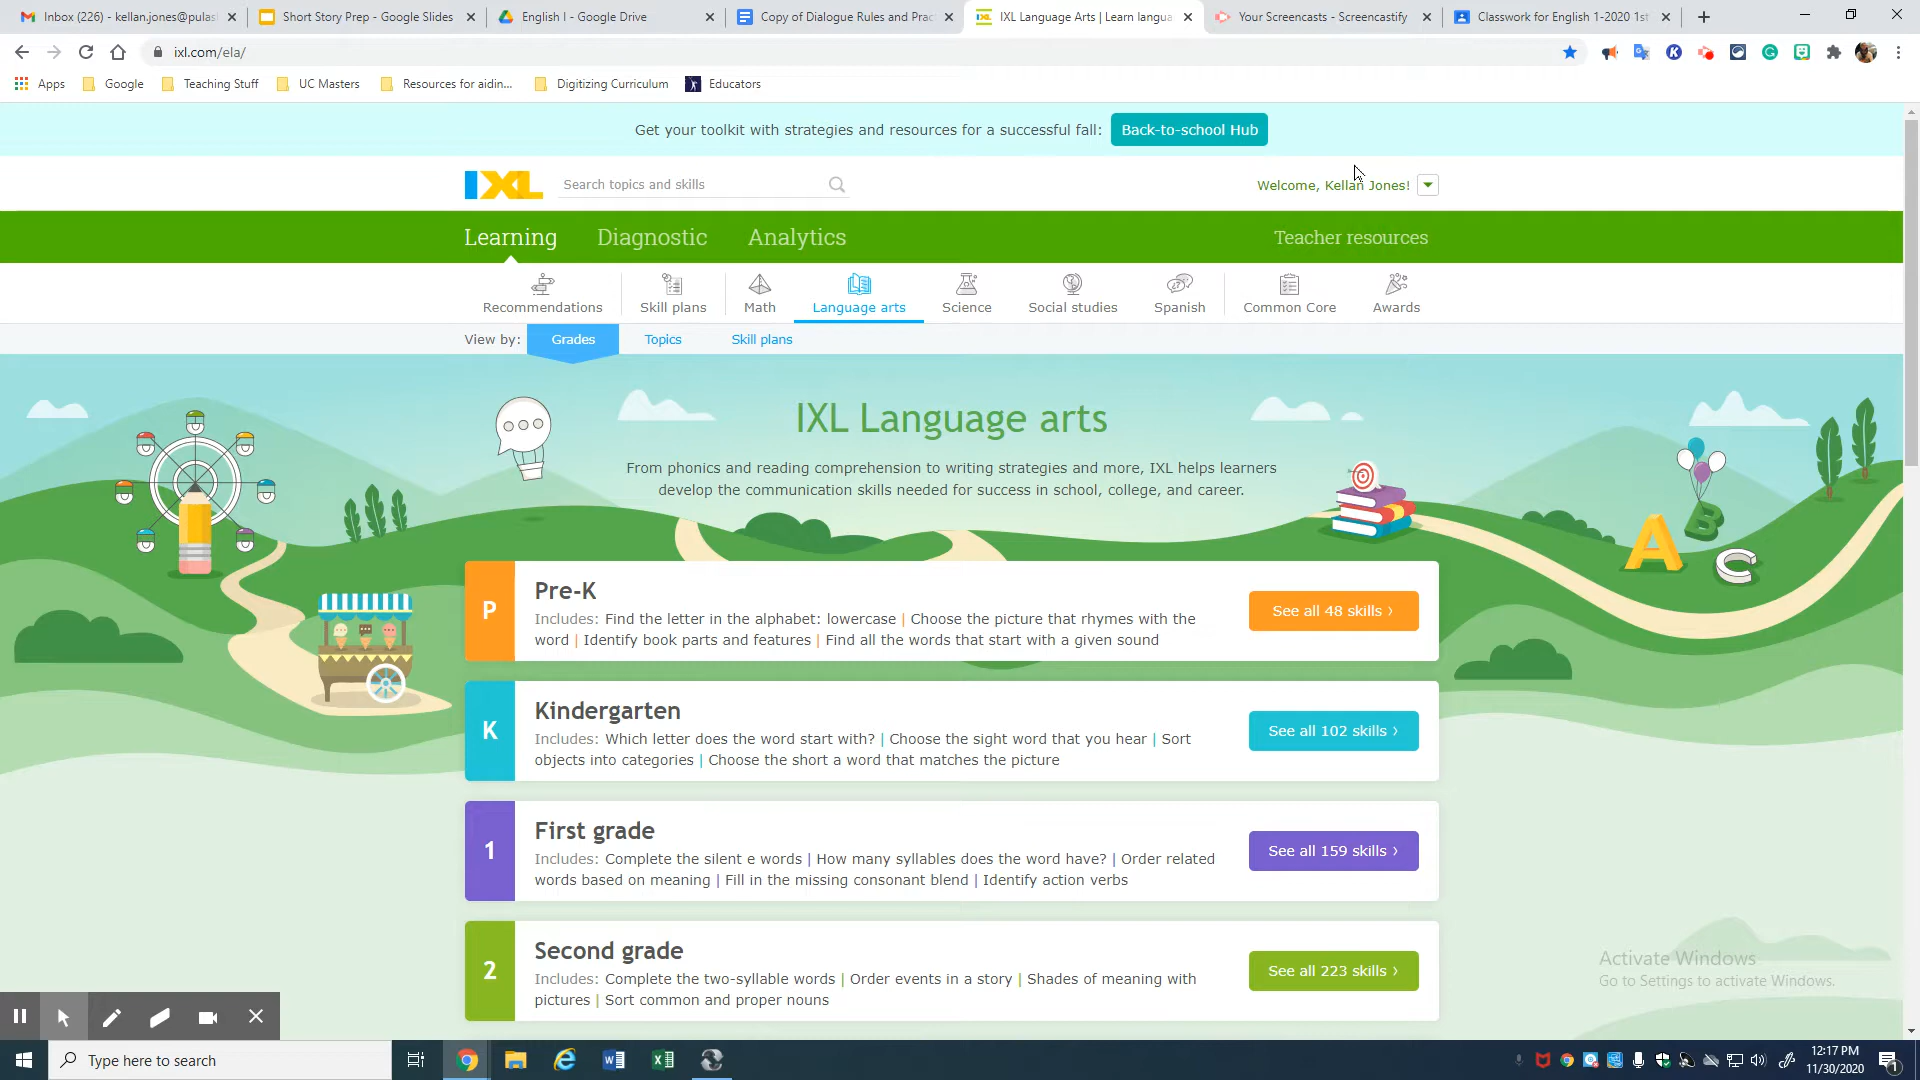 Inbox (226) - kellan.jones@pulas
Short Story Prep - Google Slides
English I - Google Drive
Copy of Dialogue Rules and Prac
IXL Language Arts | Learn langua
Your Screencasts - Screencastify
Classwork for English 1-2020 1st
ixl.com/ela/
Apps
Google
Teaching Stuff
UC Masters
Resources for aidin...
Digitizing Curriculum
Educators
Get your toolkit with strategies and resources for a successful fall: Back-to-school Hub
IXL
Search topics and skills
Welcome, Kellan Jones!
Learning Diagnostic Analytics Teacher resources
Recommendations Skill plans Math Language arts Science Social studies Spanish Common Core Awards
View by: Grades Topics Skill plans
IXL Language arts
From phonics and reading comprehension to writing strategies and more, IXL helps learners
develop the communication skills needed for success in school, college, and career.
A B C
P
Pre-K
Includes: Find the letter in the alphabet: lowercase | Choose the picture that rhymes with the
word | Identify book parts and features | Find all the words that start with a given sound
See all 48 skills ›
K
Kindergarten
Includes: Which letter does the word start with? | Choose the sight word that you hear | Sort
objects into categories | Choose the short a word that matches the picture
See all 102 skills ›
1
First grade
Includes: Complete the silent e words | How many syllables does the word have? | Order related
words based on meaning | Fill in the missing consonant blend | Identify action verbs
See all 159 skills ›
2
Second grade
Includes: Complete the two-syllable words | Order events in a story | Shades of meaning with
pictures | Sort common and proper nouns
See all 223 skills ›
Activate Windows
Go to Settings to activate Windows.
Type here to search
12:17 PM
11/30/2020
1